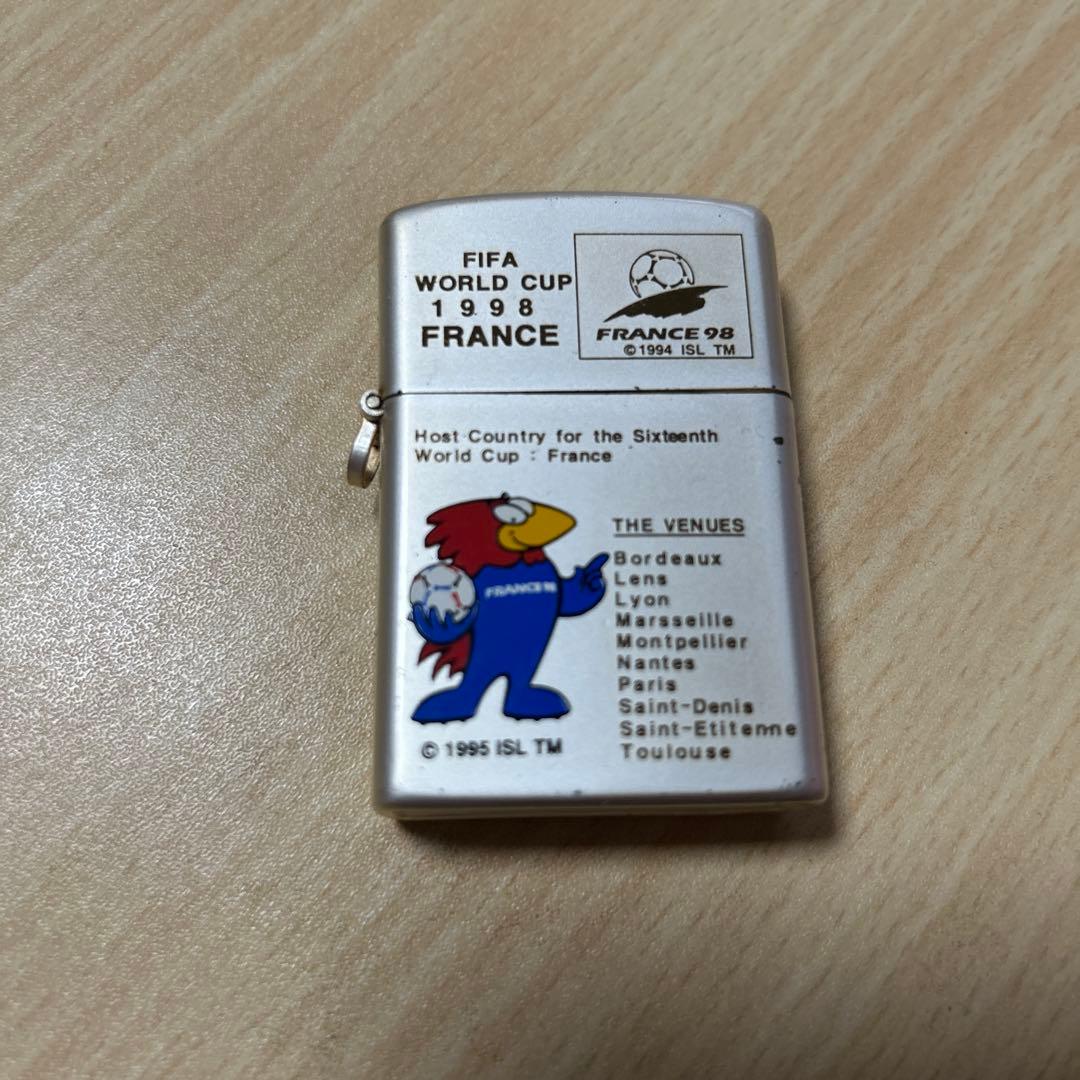 FIFA
WORLD CUP
1998
FRANCE
FRANCE 98
©1994 ISL TM
Host Country for the Sixteenth
World Cup : France
FRANCE 98
THE VENUES
Bordeaux
Lens
Lyon
Marsseille
Montpellier
Nantes
Paris
Saint-Denis
Saint-Etitenne
Toulouse
© 1995 ISL TM